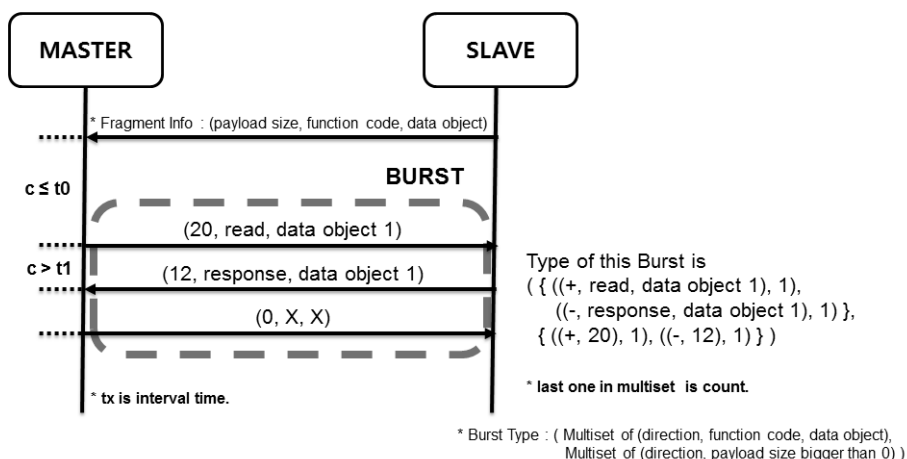 MASTER
SLAVE
* Fragment Info : (payload size, function code, data object)
c ≤ t0
BURST
(20, read, data object 1)
c > t1
(12, response, data object 1)
(0, X, X)
Type of this Burst is
( { ((+, read, data object 1), 1),
((-, response, data object 1), 1) },
{ ((+, 20), 1), ((-, 12), 1) } )
* tx is interval time.
* last one in multiset is count.
* Burst Type : ( Multiset of (direction, function code, data object),
Multiset of (direction, payload size bigger than 0) )